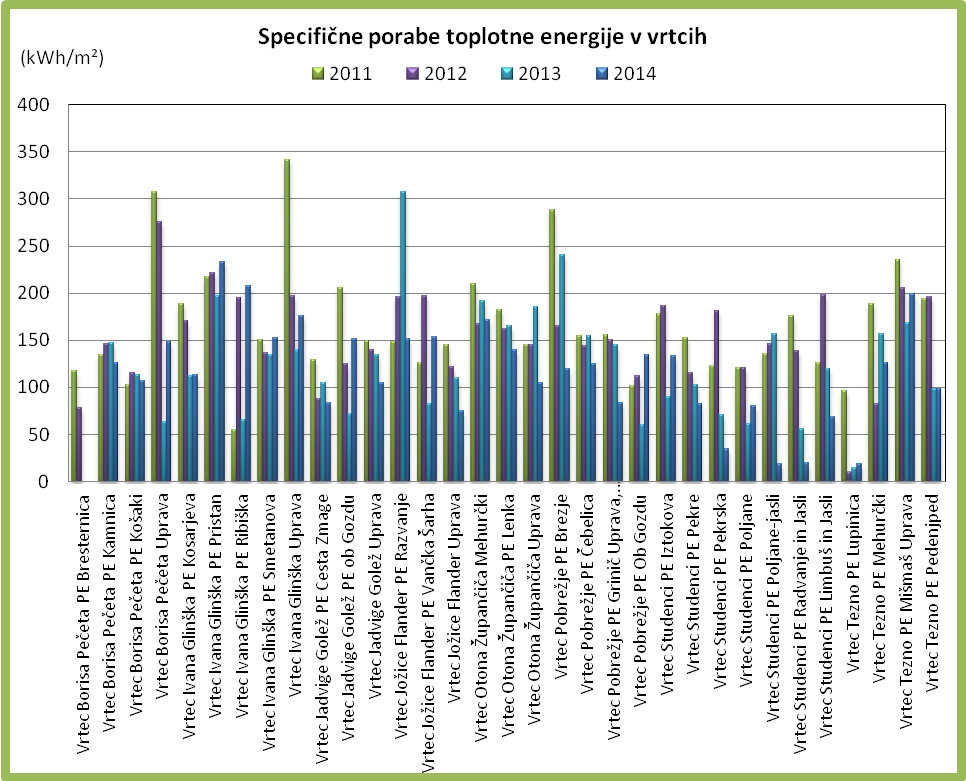 Specifične porabe toplotne energije v vrtcih
(kWh/m²)
2011 2012 2013 2014
400
350
300
250
200
150
100
50
0
Vrtec Borisa Pečeta PE Bresternica
Vrtec Borisa Pečeta PE Kamnica
Vrtec Borisa Pečeta PE Košaki
Vrtec Borisa Pečeta Uprava
Vrtec Ivana Glinška PE Kosarjeva
Vrtec Ivana Glinška PE Pristan
Vrtec Ivana Glinška PE Ribiška
Vrtec Ivana Glinška PE Smetanova
Vrtec Ivana Glinška Uprava
Vrtec Jadvige Golež PE Cesta Zmage
Vrtec Jadvige Golež PE ob Gozdu
Vrtec Jadvige Golež Uprava
Vrtec Jožice Flander PE Razvanje
Vrtec Jožice Flander PE Vančka Šarha
Vrtec Jožice Flander Uprava
Vrtec Otona Župančiča Mehurčki
Vrtec Otona Župančiča PE Lenka
Vrtec Otona Župančiča Uprava
Vrtec Pobrežje PE Brezje
Vrtec Pobrežje PE Čebelica
Vrtec Pobrežje PE Grinič Uprava,...
Vrtec Pobrežje PE Ob Gozdu
Vrtec Studenci PE Iztokova
Vrtec Studenci PE Pekre
Vrtec Studenci PE Pekrska
Vrtec Studenci PE Poljane
Vrtec Studenci PE Poljane-jasli
Vrtec Studenci PE Radvanje in Jasli
Vrtec Studenci PE Limbuš in Jasli
Vrtec Tezno PE Lupinica
Vrtec Tezno PE Mehurčki
Vrtec Tezno PE Mišmaš Uprava
Vrtec Tezno PE Pedenjped